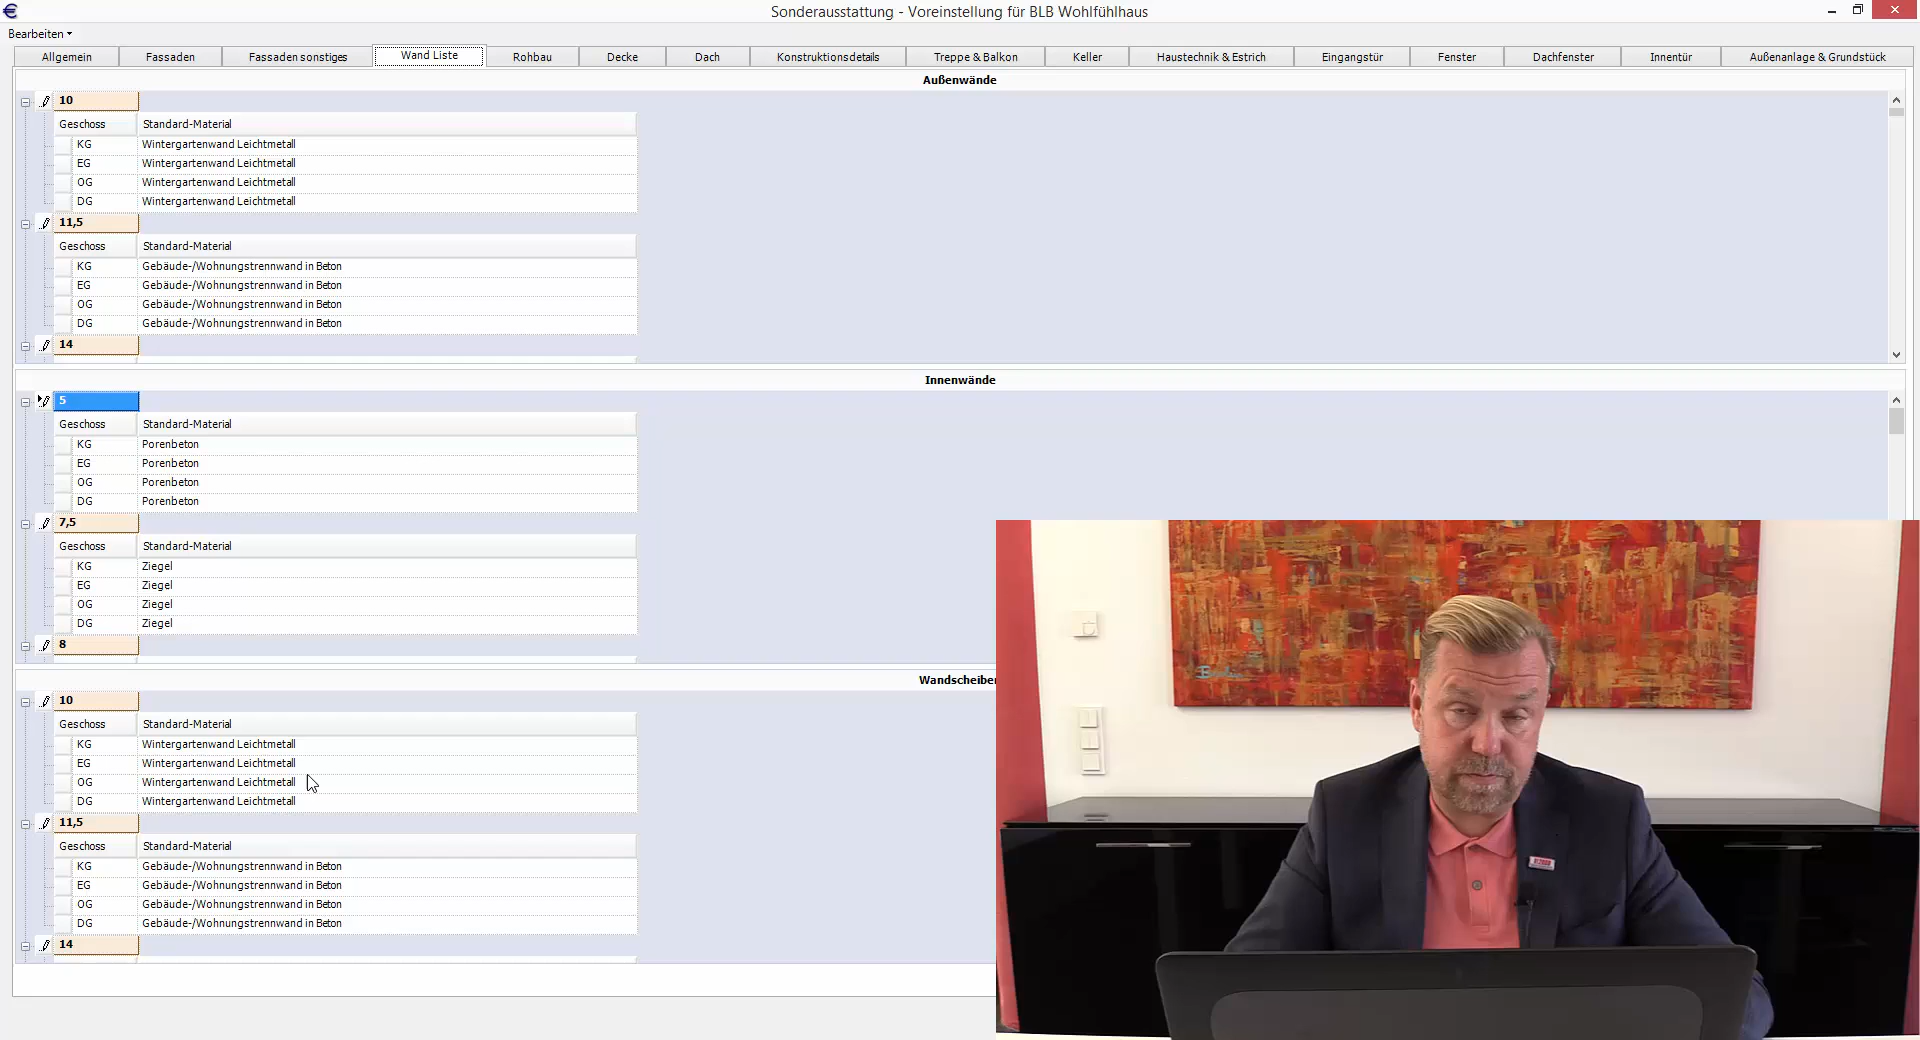 Sonderausstattung - Voreinstellung für BLB Wohlfühlhaus
Bearbeiten
Allgemein Fassaden Fassaden sonstiges Wand Liste Rohbau Decke Dach Konstruktionsdetails Treppe & Balkon Keller Haustechnik & Estrich Eingangstür Fenster Dachfenster Innentür Außenanlage & Grundstück
Außenwände
10
Geschoss Standard-Material
KG Wintergartenwand Leichtmetall
EG Wintergartenwand Leichtmetall
OG Wintergartenwand Leichtmetall
DG Wintergartenwand Leichtmetall
11,5
Geschoss Standard-Material
KG Gebäude-/Wohnungstrennwand in Beton
EG Gebäude-/Wohnungstrennwand in Beton
OG Gebäude-/Wohnungstrennwand in Beton
DG Gebäude-/Wohnungstrennwand in Beton
14
Innenwände
5
Geschoss Standard-Material
KG Porenbeton
EG Porenbeton
OG Porenbeton
DG Porenbeton
7,5
Geschoss Standard-Material
KG Ziegel
EG Ziegel
OG Ziegel
DG Ziegel
8
Wandscheiben
10
Geschoss Standard-Material
KG Wintergartenwand Leichtmetall
EG Wintergartenwand Leichtmetall
OG Wintergartenwand Leichtmetall
DG Wintergartenwand Leichtmetall
11,5
Geschoss Standard-Material
KG Gebäude-/Wohnungstrennwand in Beton
EG Gebäude-/Wohnungstrennwand in Beton
OG Gebäude-/Wohnungstrennwand in Beton
DG Gebäude-/Wohnungstrennwand in Beton
14